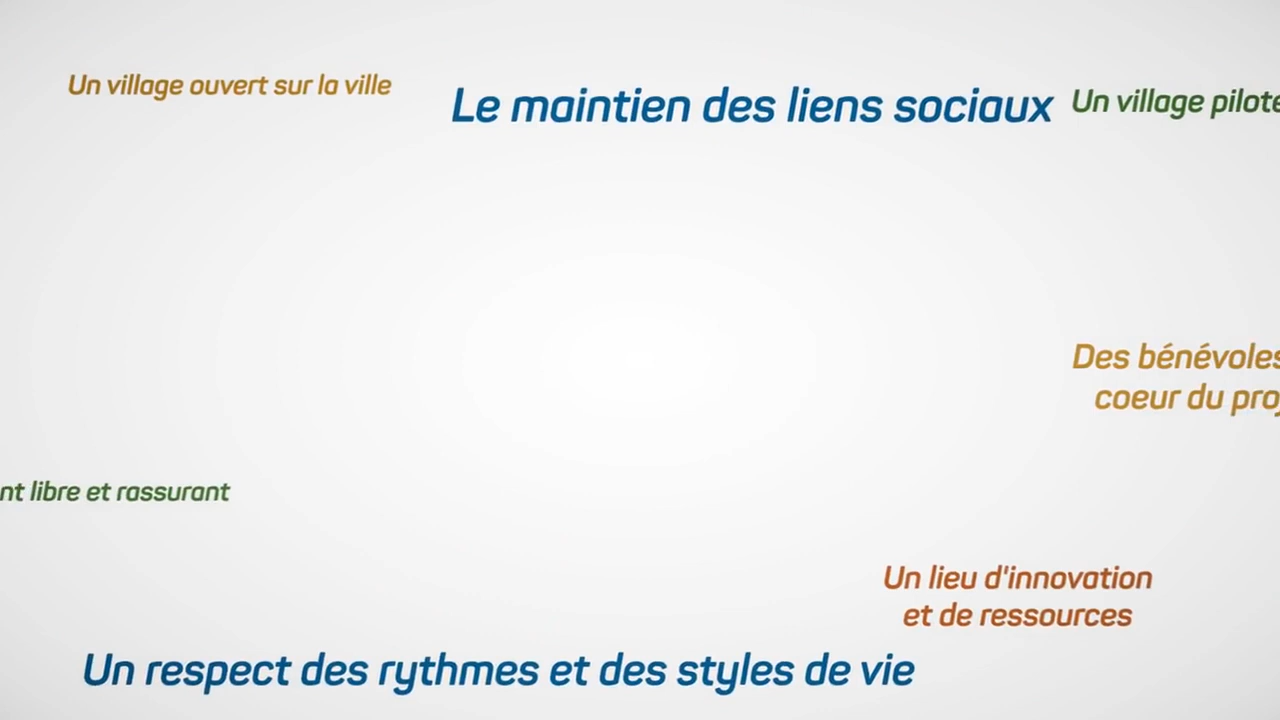 Un village ouvert sur la ville
Le maintien des liens sociaux
Un village pilote
Des bénévoles
coeur du
libre et rassurant
Un lieu d'innovation
et de ressources
Un respect des rythmes et des styles de vie